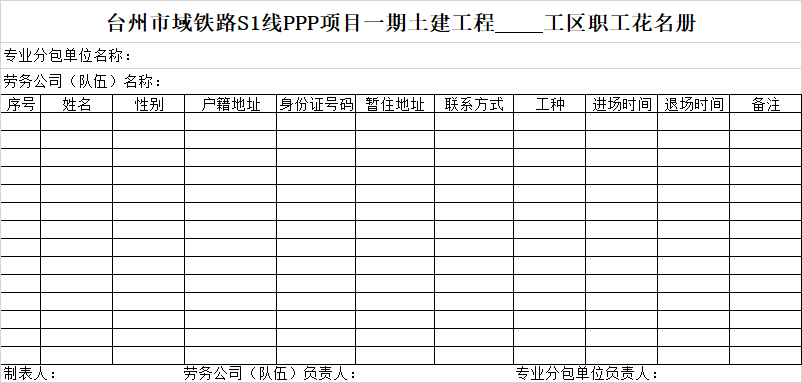 台州市域铁路S1线PPP项目一期土建工程____工区职工花名册
专业分包单位名称：
劳务公司（队伍）名称：
序号 姓名 性别 户籍地址 身份证号码 暂住地址 联系方式 工种 进场时间 退场时间 备注
制表人： 劳务公司（队伍）负责人： 专业分包单位负责人：